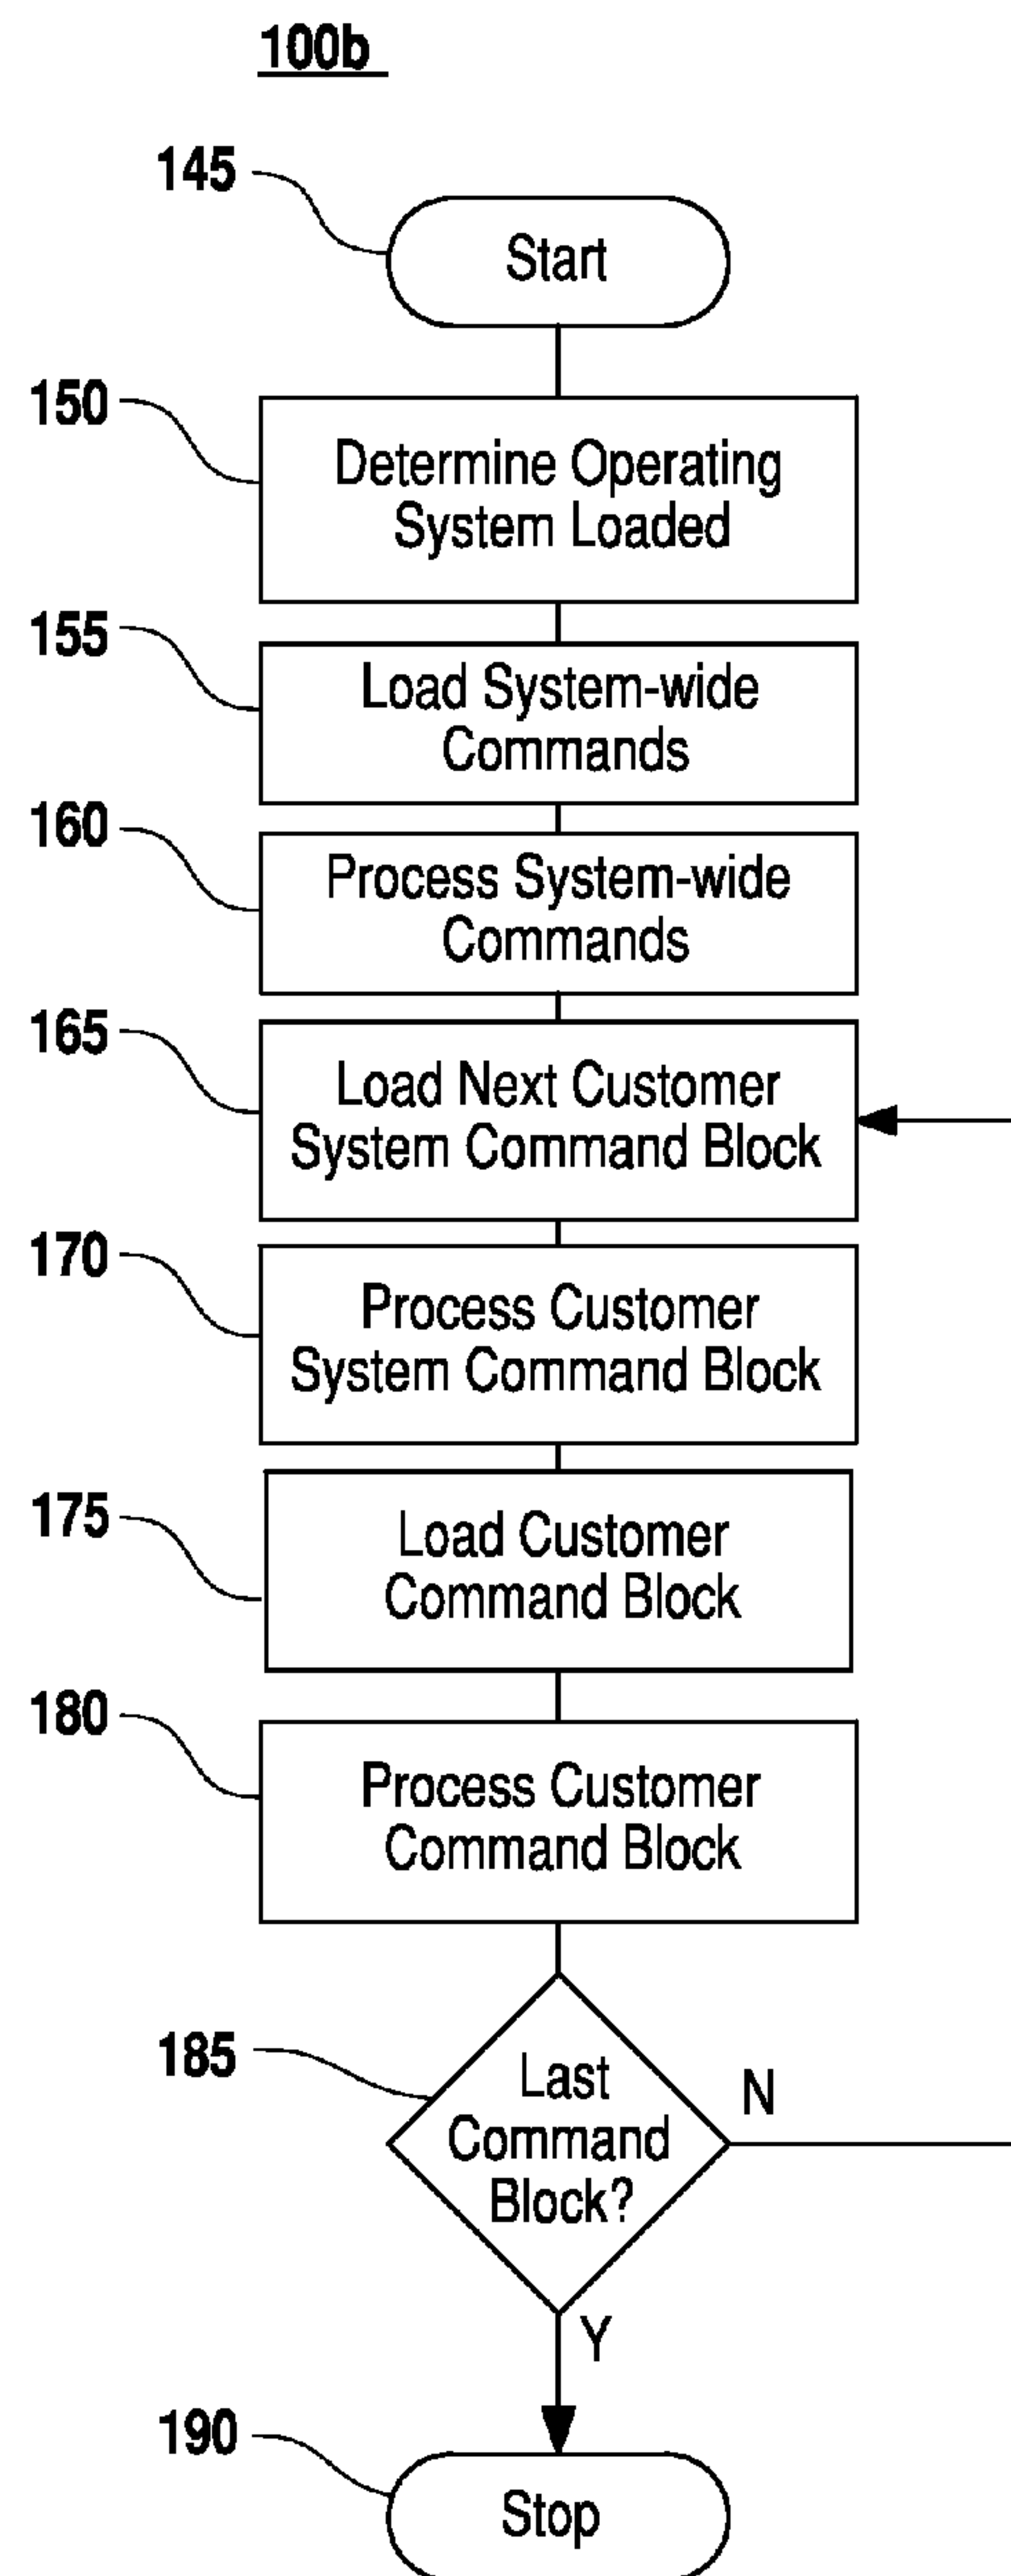 100b
145
Start
150
Determine Operating
System Loaded
155
Load System-wide
Commands
160
Process System-wide
Commands
165
Load Next Customer
System Command Block
170
Process Customer
System Command Block
175
Load Customer
Command Block
180
Process Customer
Command Block
185
Last
Command
Block?
N
Y
190
Stop